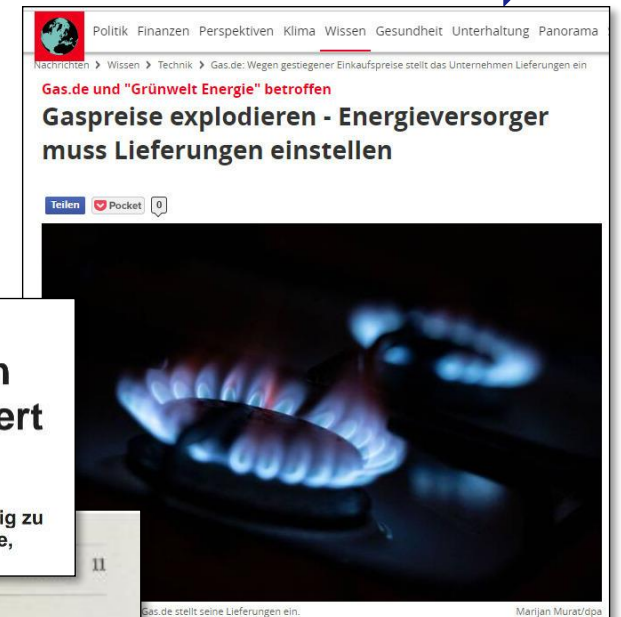 Politik Finanzen Perspektiven Klima Wissen Gesundheit Unterhaltung Panorama
Nachrichten > Wissen > Technik > Gas.de: Wegen gestiegener Einkaufspreise stellt das Unternehmen Lieferungen ein
Gas.de und "Grünwelt Energie" betroffen
Gaspreise explodieren - Energieversorger
muss Lieferungen einstellen
Teilen Pocket 0
ert
ig zu
e,
11
Gas.de stellt seine Lieferungen ein. Marijan Murat/dpa